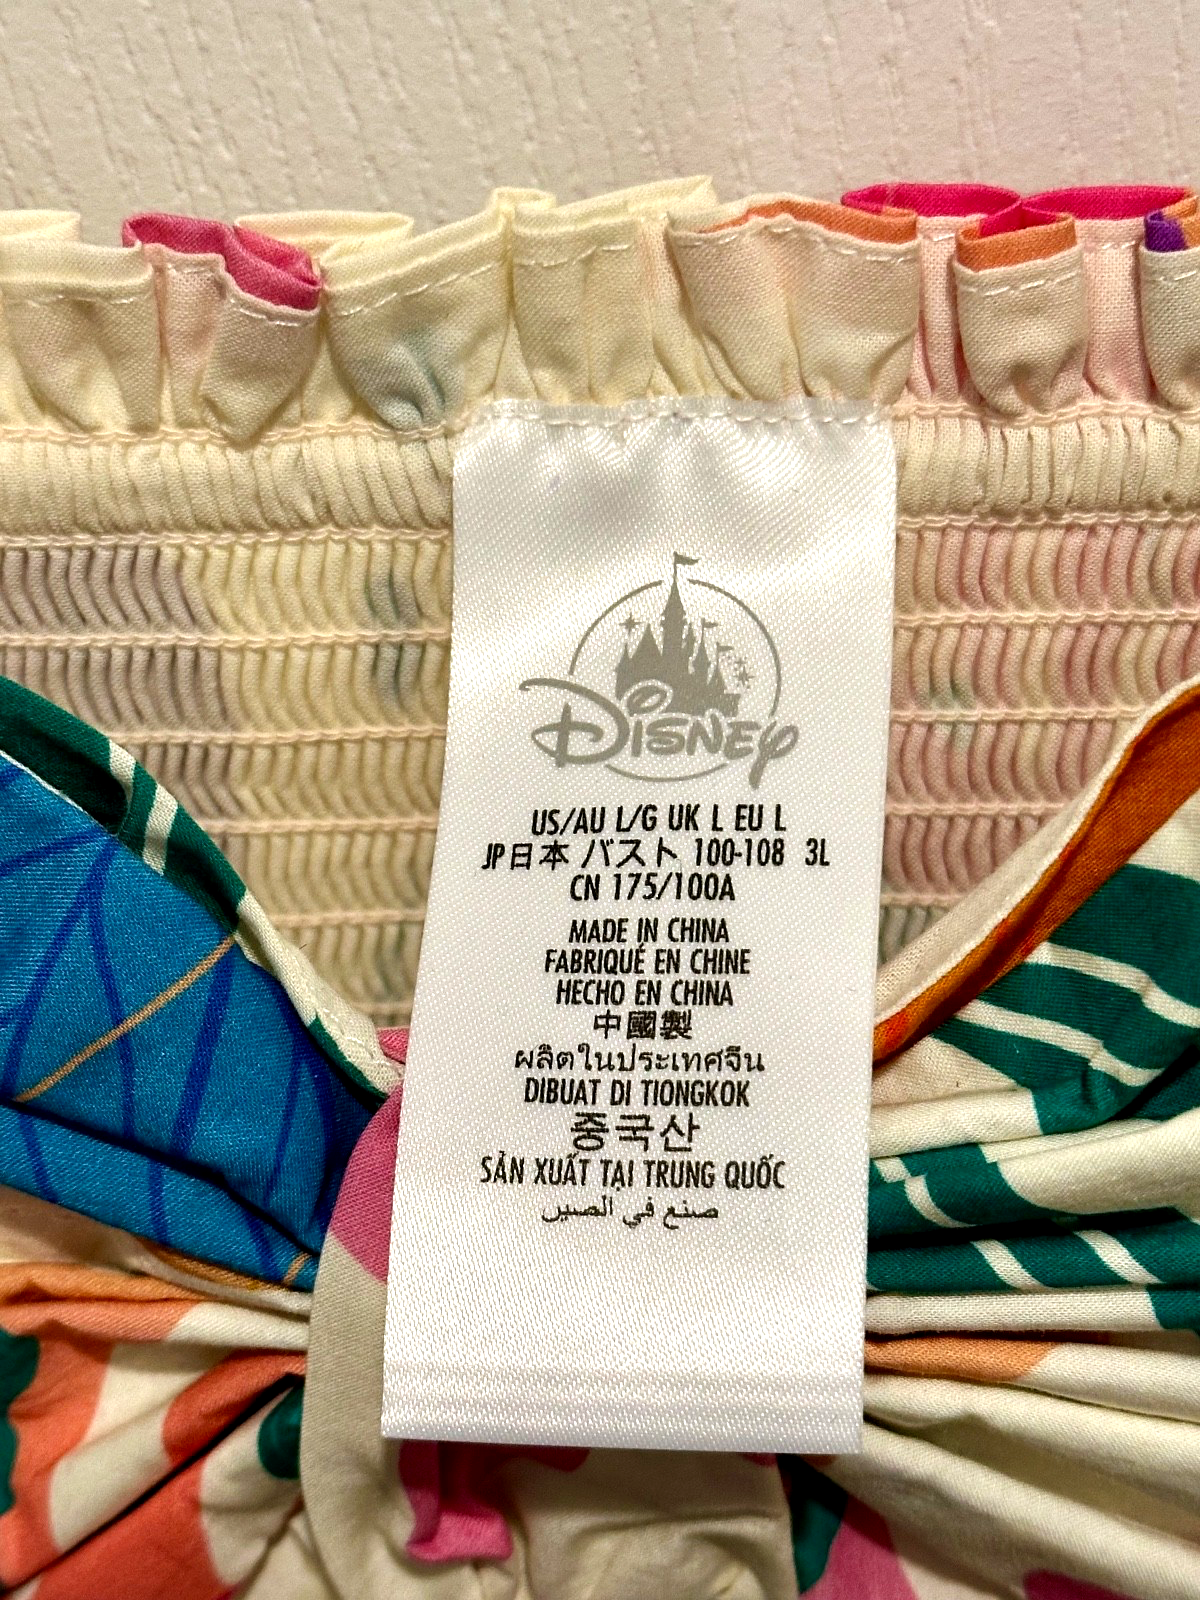 Disney
US/AU L/G UK L EU L
JP日本 バスト 100-108 3L
CN 175/100A
MADE IN CHINA
FABRIQUÉ EN CHINE
HECHO EN CHINA
中國製
ผลิตในประเทศจีน
DIBUAT DI TIONGKOK
중국산
SẢN XUẤT TẠI TRUNG QUỐC
صنع في الصين